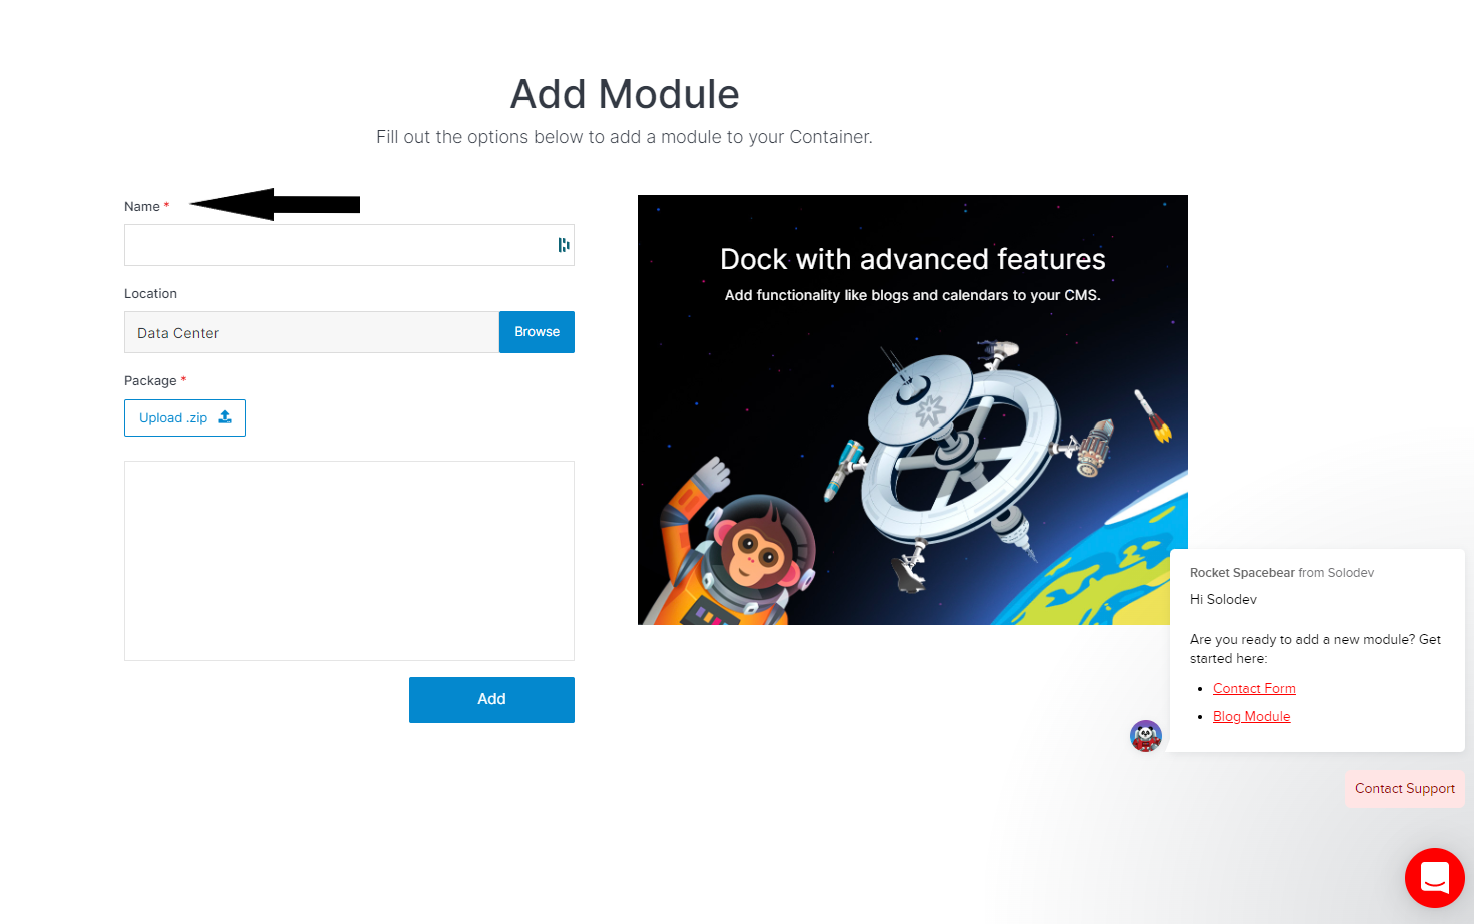 Add Module
Fill out the options below to add a module to your Container.
Name *
Location
Data Center
Browse
Package *
Upload .zip
Add
Dock with advanced features
Add functionality like blogs and calendars to your CMS.
Rocket Spacebear from Solodev
Hi Solodev
Are you ready to add a new module? Get
started here:
Contact Form
Blog Module
Contact Support